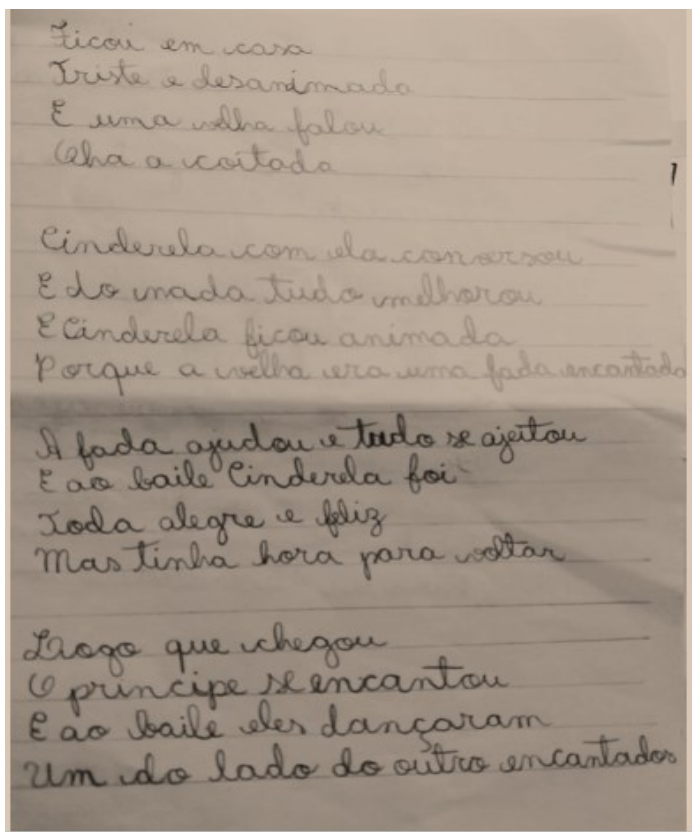 Ficou em casa
Triste e desanimada
E uma velha falou
Olha a coitada
Cinderela com ela conversou
E do nada tudo melhorou
E Cinderela ficou animada
Porque a velha era uma fada encantada
A fada ajudou e tudo se ajeitou
E ao baile Cinderela foi
Toda alegre e feliz
Mas tinha hora para voltar
Logo que chegou
O principe se encantou
E ao baile eles dançaram
Um do lado do outro encantados